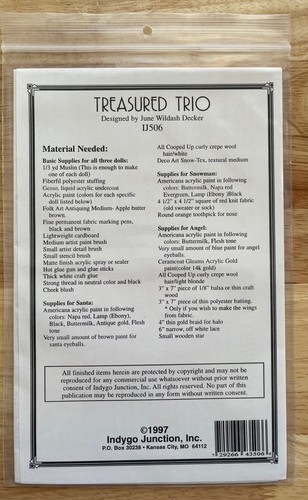 TREASURED TRIO
Designed by June Wildash Decker
IJ506
Material Needed:
Basic Supplies for all three dolls:
1/3 yd Muslin (This is enough to make
one of each doll)
Fiberfil polyester stuffing
Gesso, liquid acrylic undercoat
Acrylic paint (colors for each specific
doll listed below)
Folk Art Antiquing Medium- Apple butter
brown.
Fine permanent fabric marking pens,
black and brown
Lightweight cardboard
Medium artist paint brush
Small artist detail brush
Small stencil brush
Matte finish acrylic spray or sealer
Hot glue gun and glue sticks
Thick white craft glue
Strong thread in neutral color and black
Cheek blush
Supplies for Santa:
Americana acrylic paint in following
colors: Napa red, Lamp (Ebony),
Black, Buttermilk, Antique gold, Flesh
tone
Very small amount of brown paint for
santa eyeballs.
All Cooped Up curly crepe wool
hair/white
Deco Art Snow-Tex, textural medium
Supplies for Snowman:
Americana acrylic paint in following
colors: Buttermilk, Napa red
Evergreen, Lamp (Ebony )Black
4 1/2" x 4 1/2" square of red knit fabric
(old sweater or sock)
Round orange toothpick for nose
Supplies for Angel:
Americana acrylic paint in following
colors: Buttermilk, Flesh tone
Very small amount of blue paint for angel
eyeballs.
Ceramcoat Gleams Acrylic Gold
paint(color 14k gold)
All Cooped Up curly crepe wool
hair/light blonde
3" x 7" piece of 1/8" balsa or thin craft
wood
3" x 7" piece of thin polyester batting.
* Only if you wish to make the wings
from fabric.
4" thin gold braid for halo
6" narrow, off white lace
Small wooden star
All finished items herein are protected by copyright and may not be
reproduced for any commercial use whatsoever without prior written
consent of Indygo Junction, Inc. All rights reserved. No part of this
publication may be reproduced in any form without written consent.
©1997
Indygo Junction, Inc.
P.O. Box 30238 • Kansas City, MO 64112